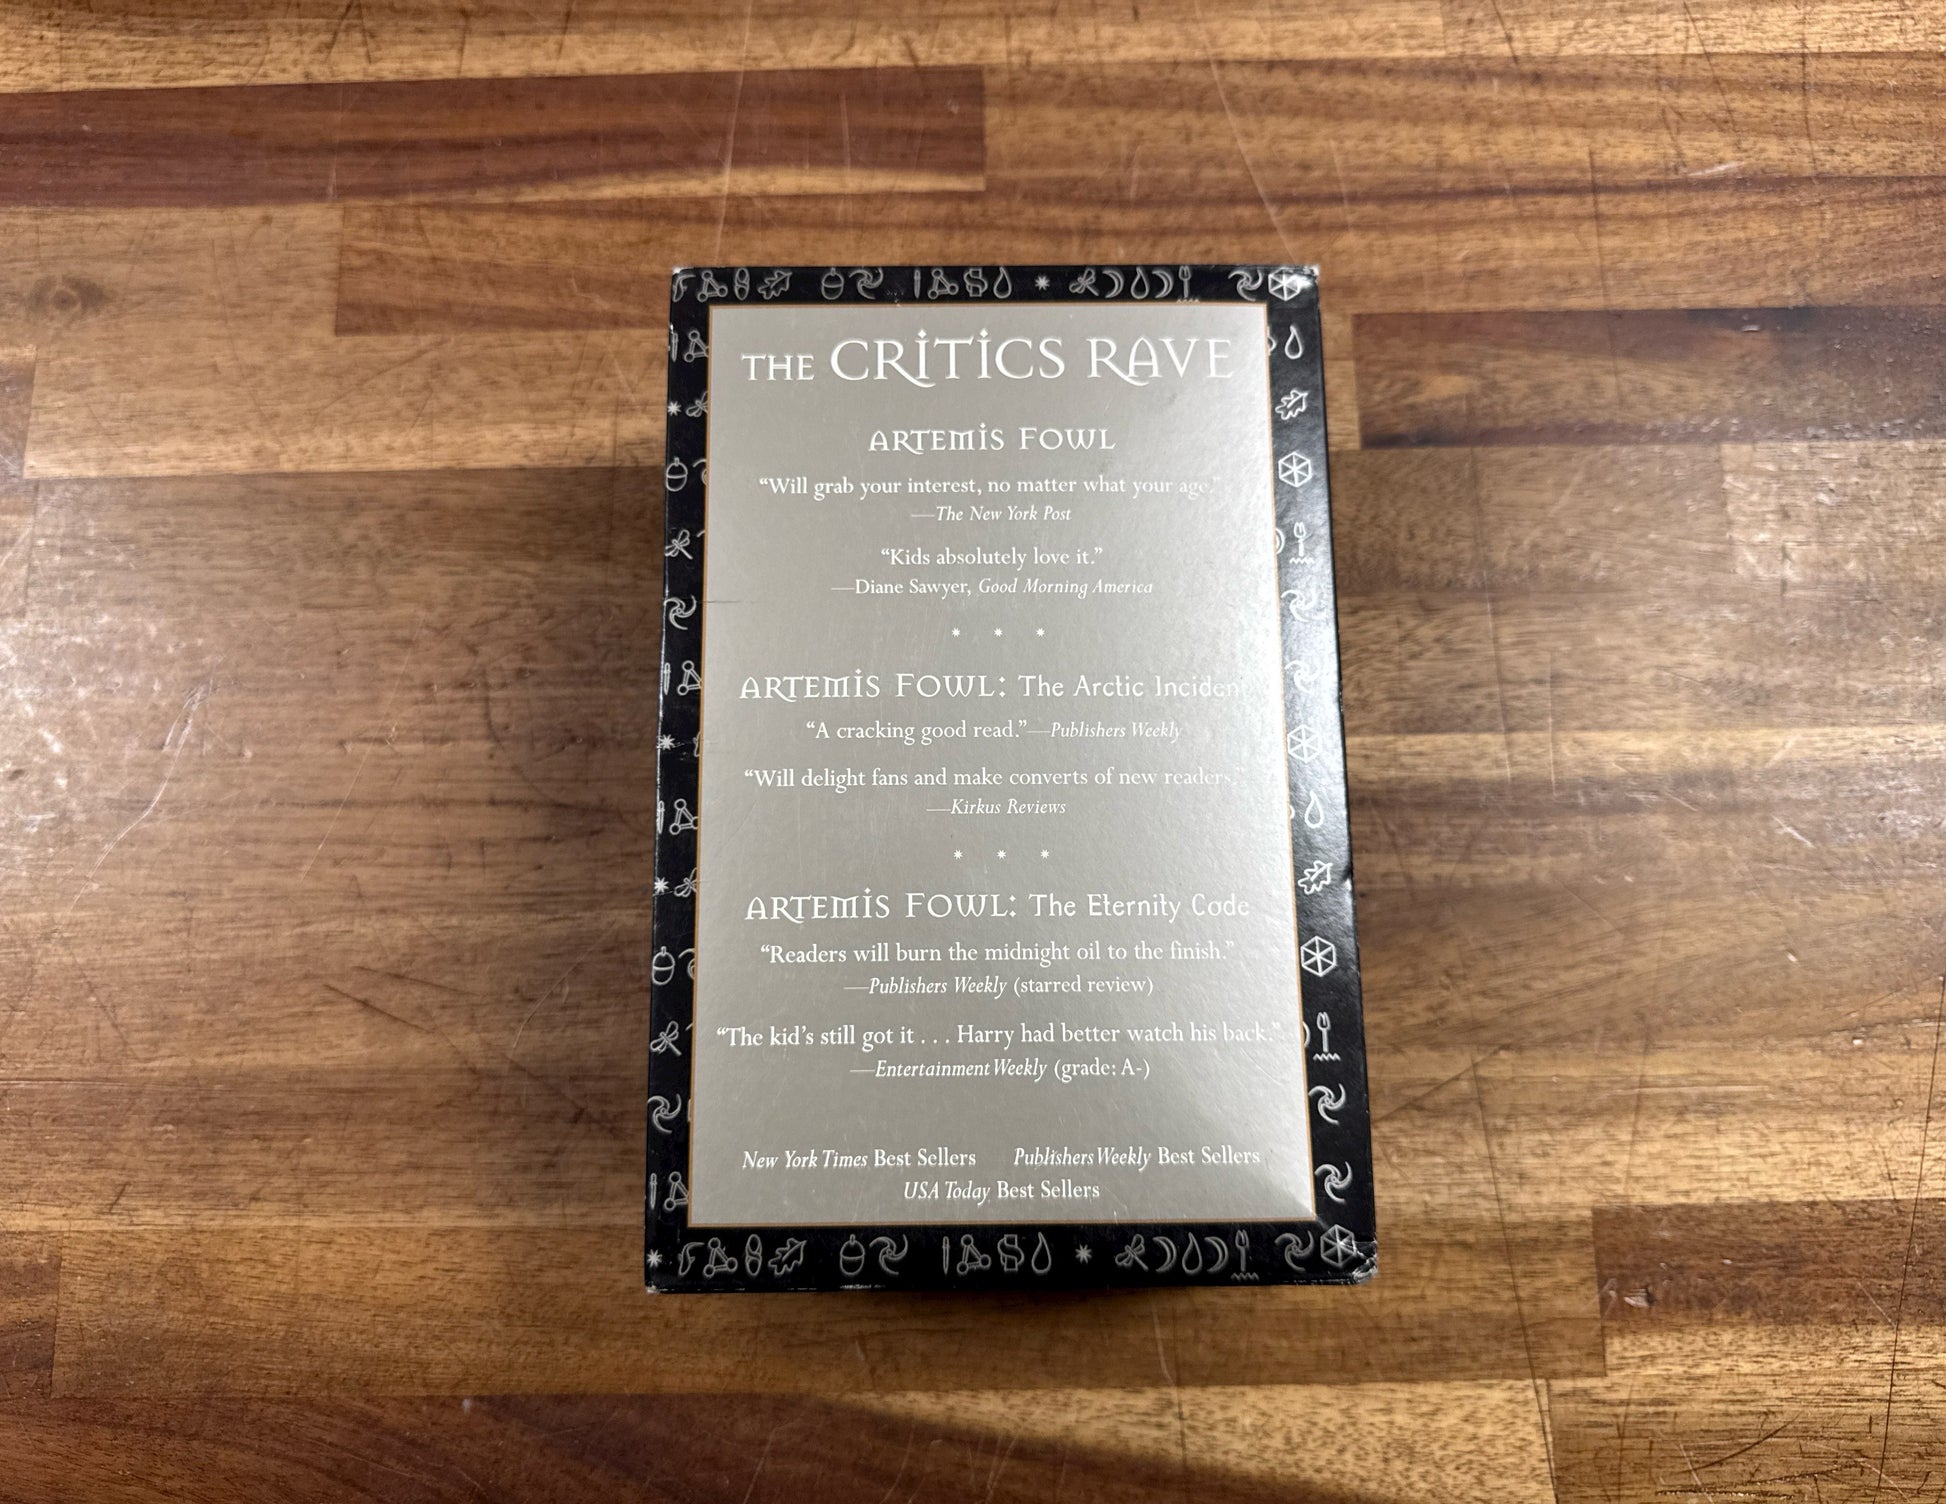 THE CRITICS RAVE
ARTEMIS FOWL
“Will grab your interest, no matter what your age.”
—The New York Post
“Kids absolutely love it.”
—Diane Sawyer, Good Morning America
ARTEMIS FOWL: The Arctic Incident
“A cracking good read.”—Publishers Weekly
“Will delight fans and make converts of new readers.”
—Kirkus Reviews
ARTEMIS FOWL: The Eternity Code
“Readers will burn the midnight oil to the finish.”
—Publishers Weekly (starred review)
“The kid’s still got it . . . Harry had better watch his back.”
—Entertainment Weekly (grade: A-)
New York Times Best Sellers Publishers Weekly Best Sellers
USA Today Best Sellers